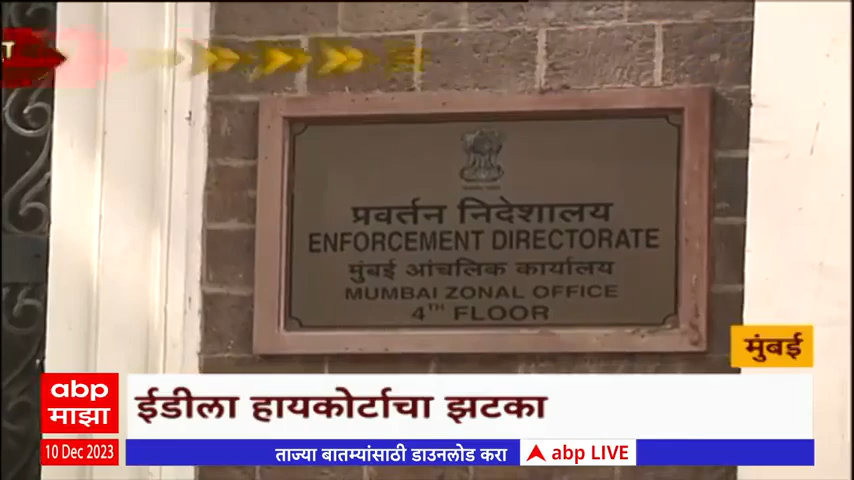 प्रवर्तन निदेशालय
ENFORCEMENT DIRECTORATE
मुंबई आंचलिक कार्यालय
MUMBAI ZONAL OFFICE
4TH FLOOR
मुंबई
abp
माझा
ईडीला हायकोर्टाचा झटका
10 Dec 2023
ताज्या बातम्यांसाठी डाउनलोड करा
abp LIVE